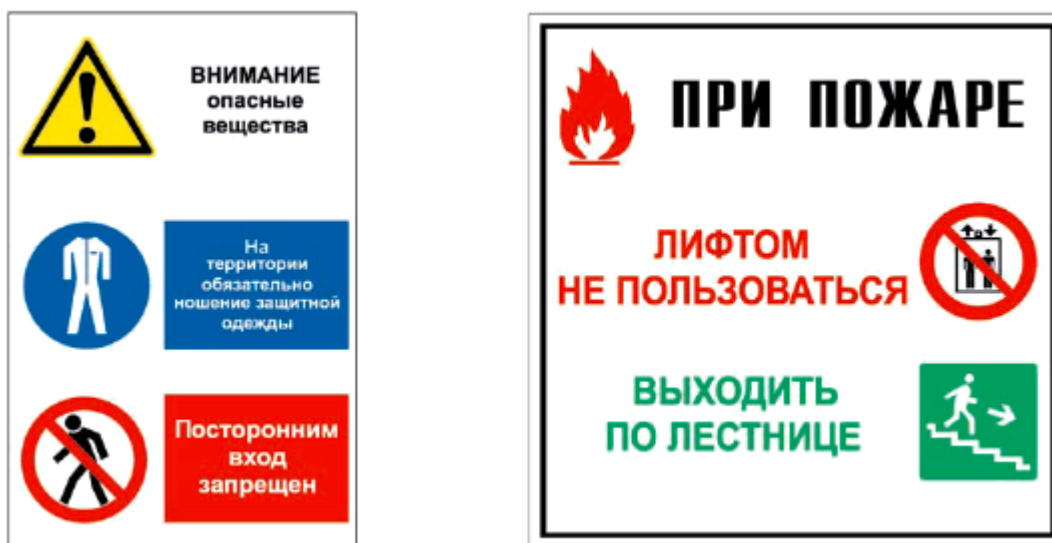 ВНИМАНИЕ
опасные
вещества
На
территории
обязательно
ношение защитной
одежды
Посторонним
вход
запрещен
ПРИ ПОЖАРЕ
ЛИФТОМ
НЕ ПОЛЬЗОВАТЬСЯ
ВЫХОДИТЬ
ПО ЛЕСТНИЦЕ